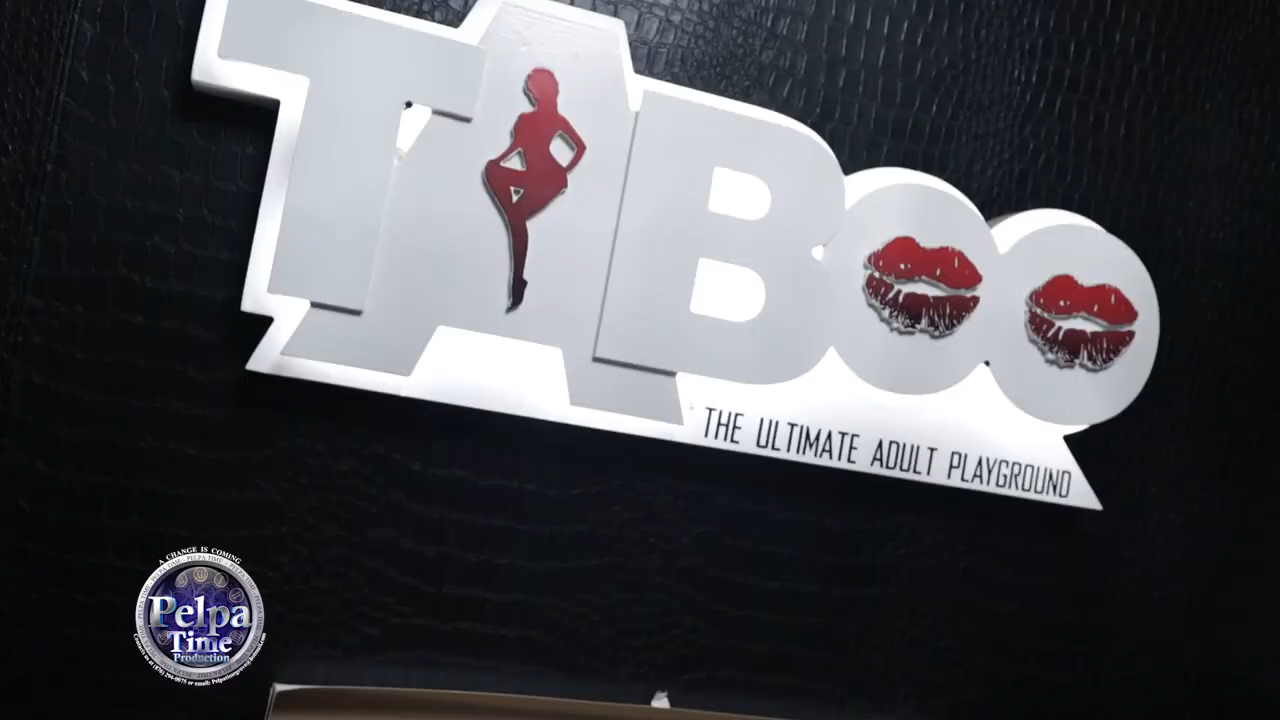 TABOO
THE ULTIMATE ADULT PLAYGROUND
A CHANGE IS COMING
Pelpa
Time
Production